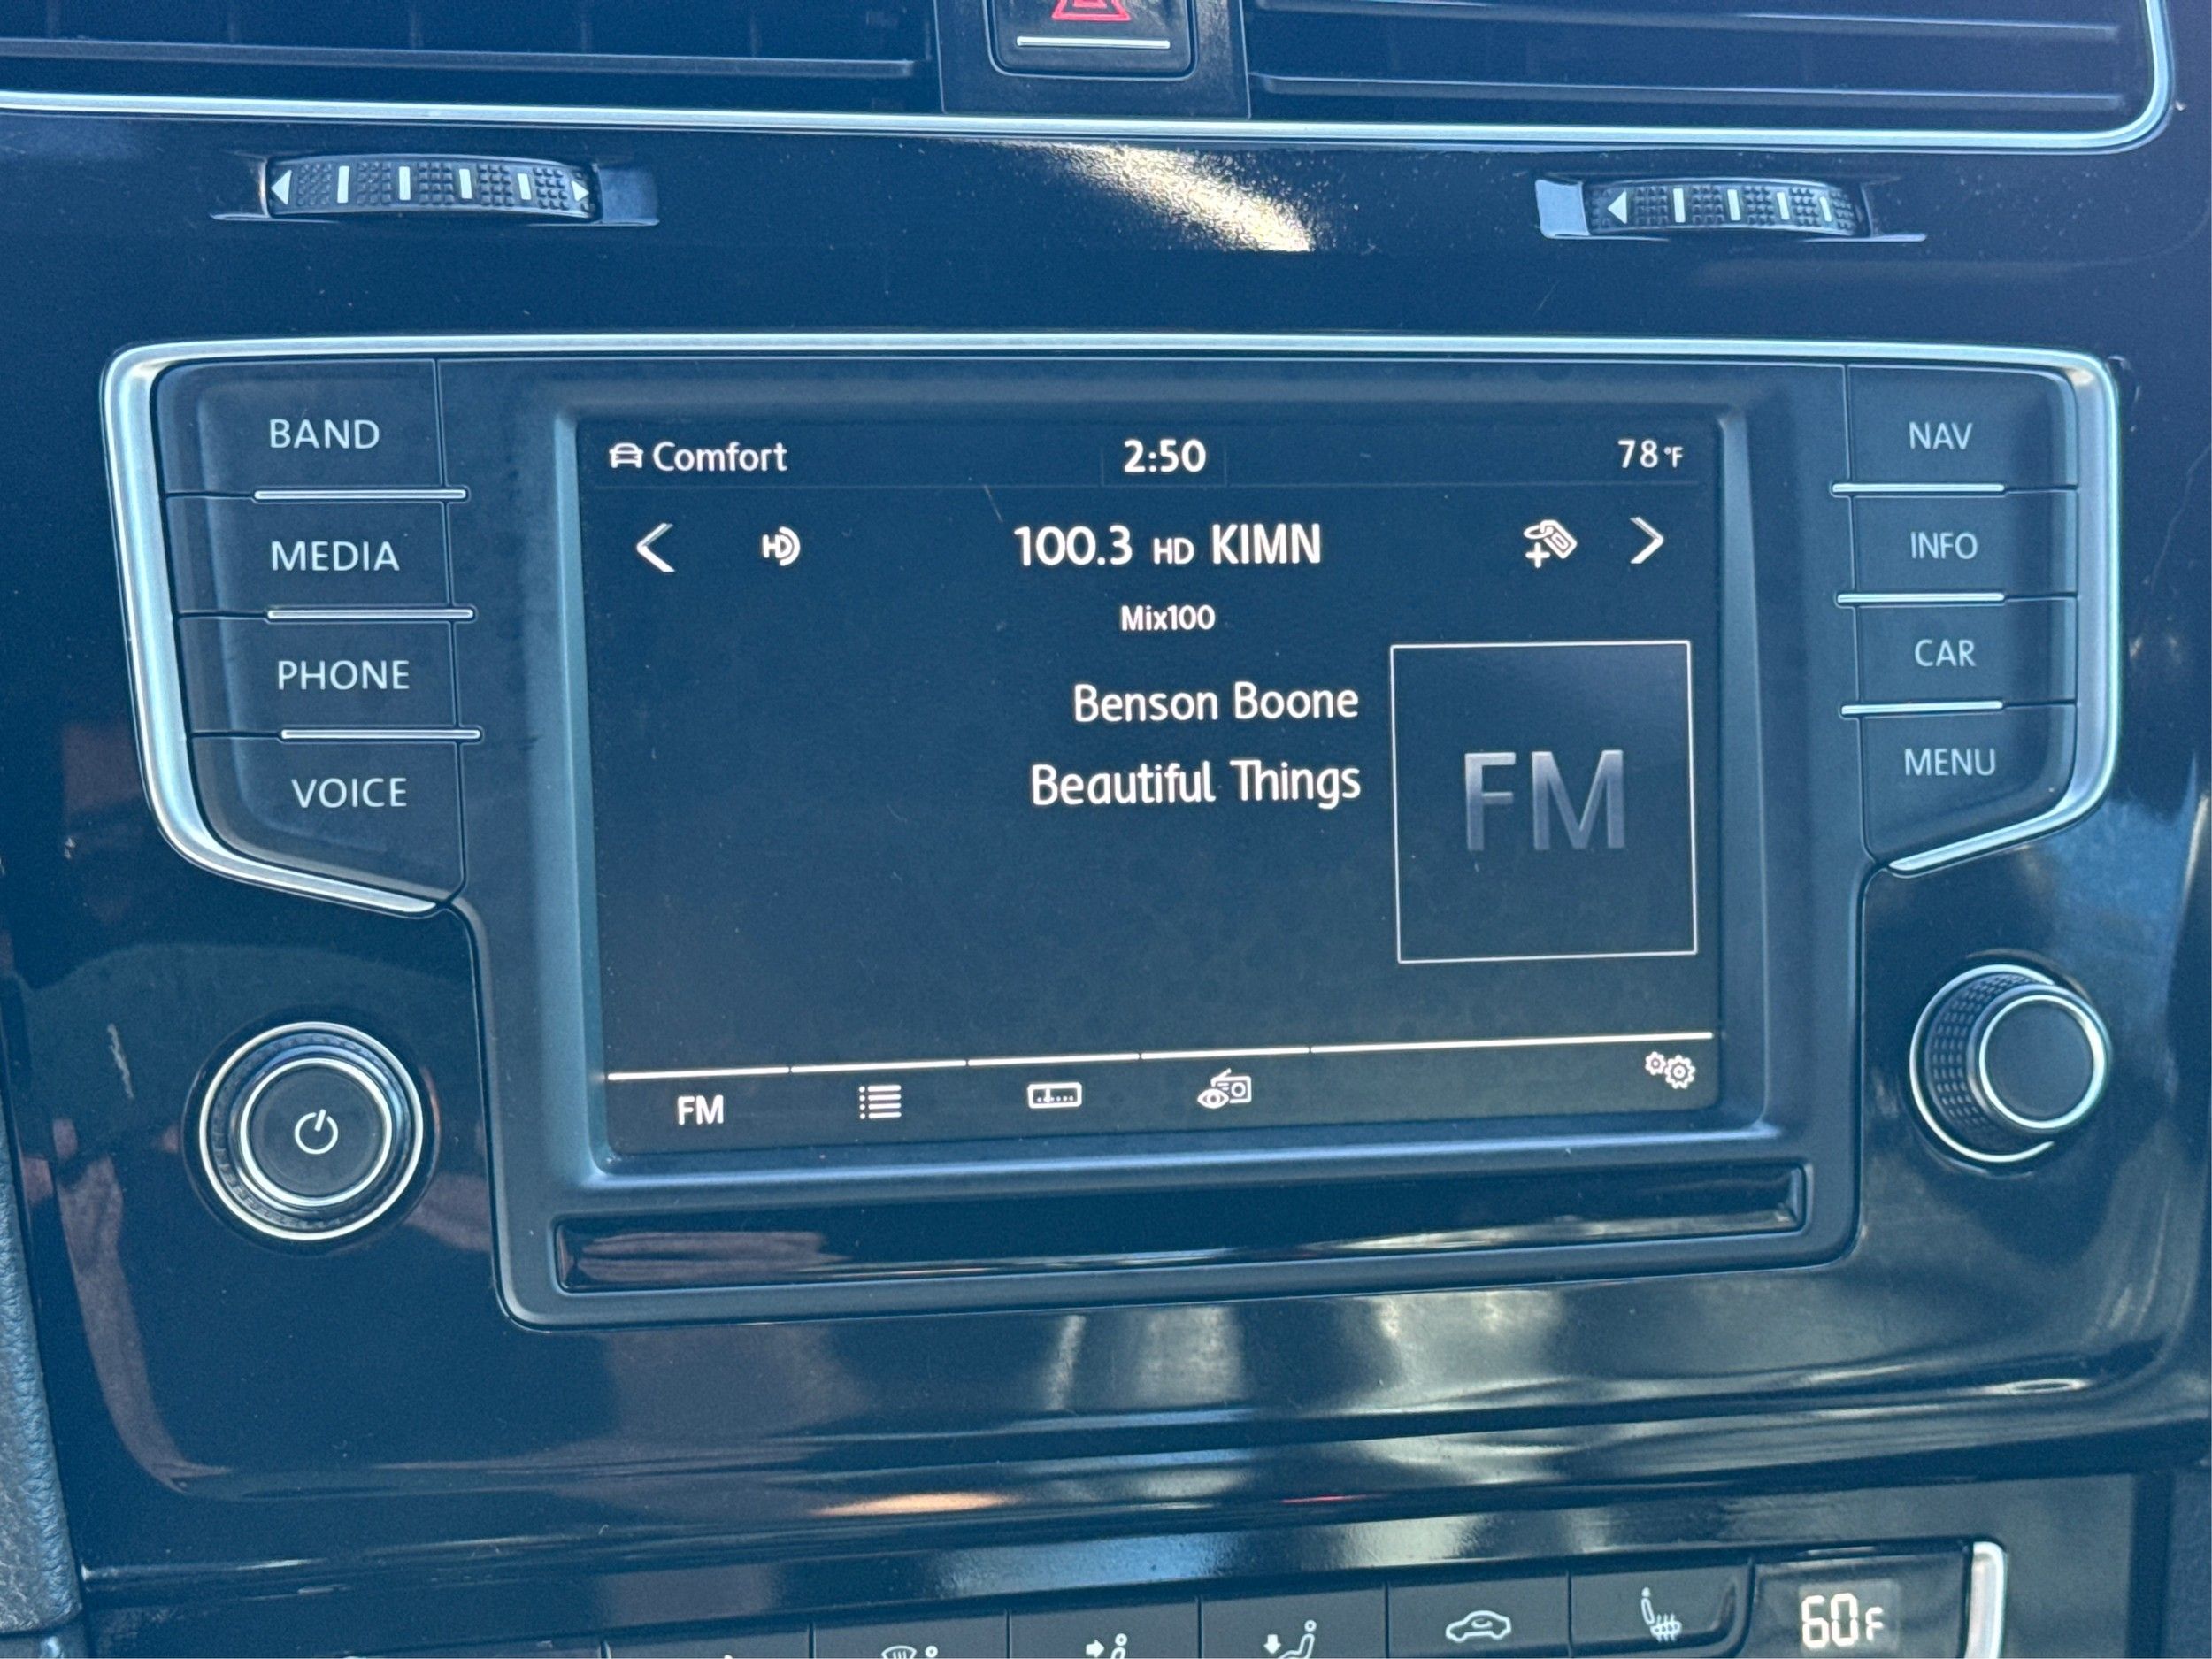 BAND
MEDIA
PHONE
VOICE
Comfort 2:50 78°F
HD 100.3 HD KIMN
Mix100
Benson Boone
Beautiful Things
FM
FM
NAV
INFO
CAR
MENU
60F